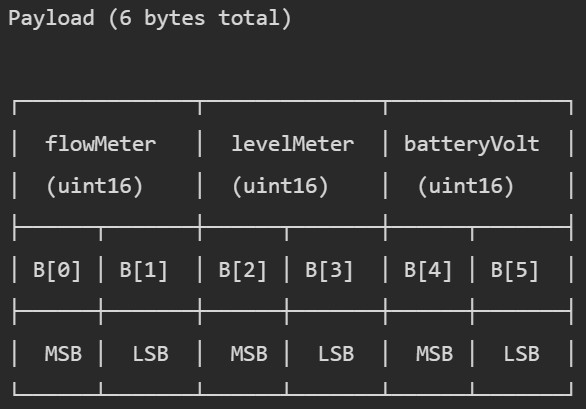 Payload (6 bytes total)
flowMeter levelMeter batteryVolt
(uint16) (uint16) (uint16)
B[0] B[1] B[2] B[3] B[4] B[5]
MSB LSB MSB LSB MSB LSB